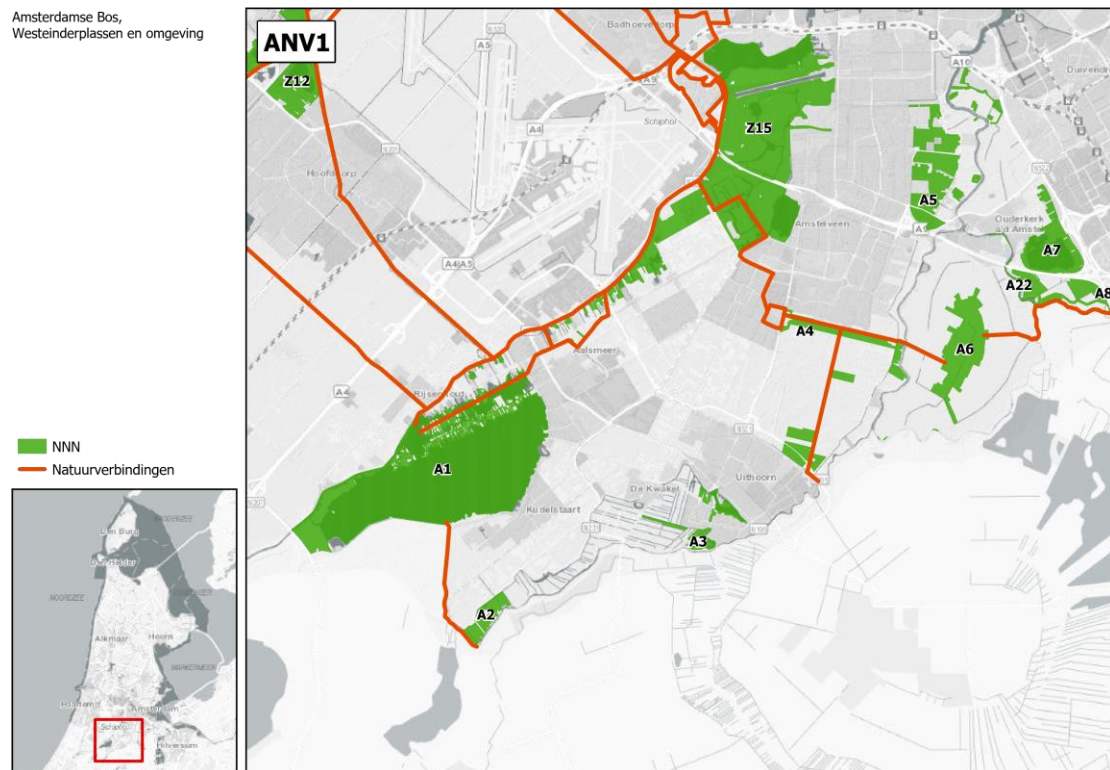 Amsterdamse Bos,
Westeinderplassen en omgeving
ANV1
Badhoevedorp
A5
A10
Duivendr
Z12
A9
A4
Schiphol
Z15
Hoofddorp
A5
Amstelveen
A9
Ouderkerk
a/d Amstel
A7
A4|A5
A22
A8
A4
A6
Aalsmeer
A4
Rijsenhout
A1
Uithoorn
De Kwakel
Kudelstaart
N231
A3
A2
NNN
Natuurverbindingen
Den Burg
Den Helder
NOORDZEE
Alkmaar
Hoorn
MARKERMEER
Haarlem
Amsterdam
Schiphol
Hilversum